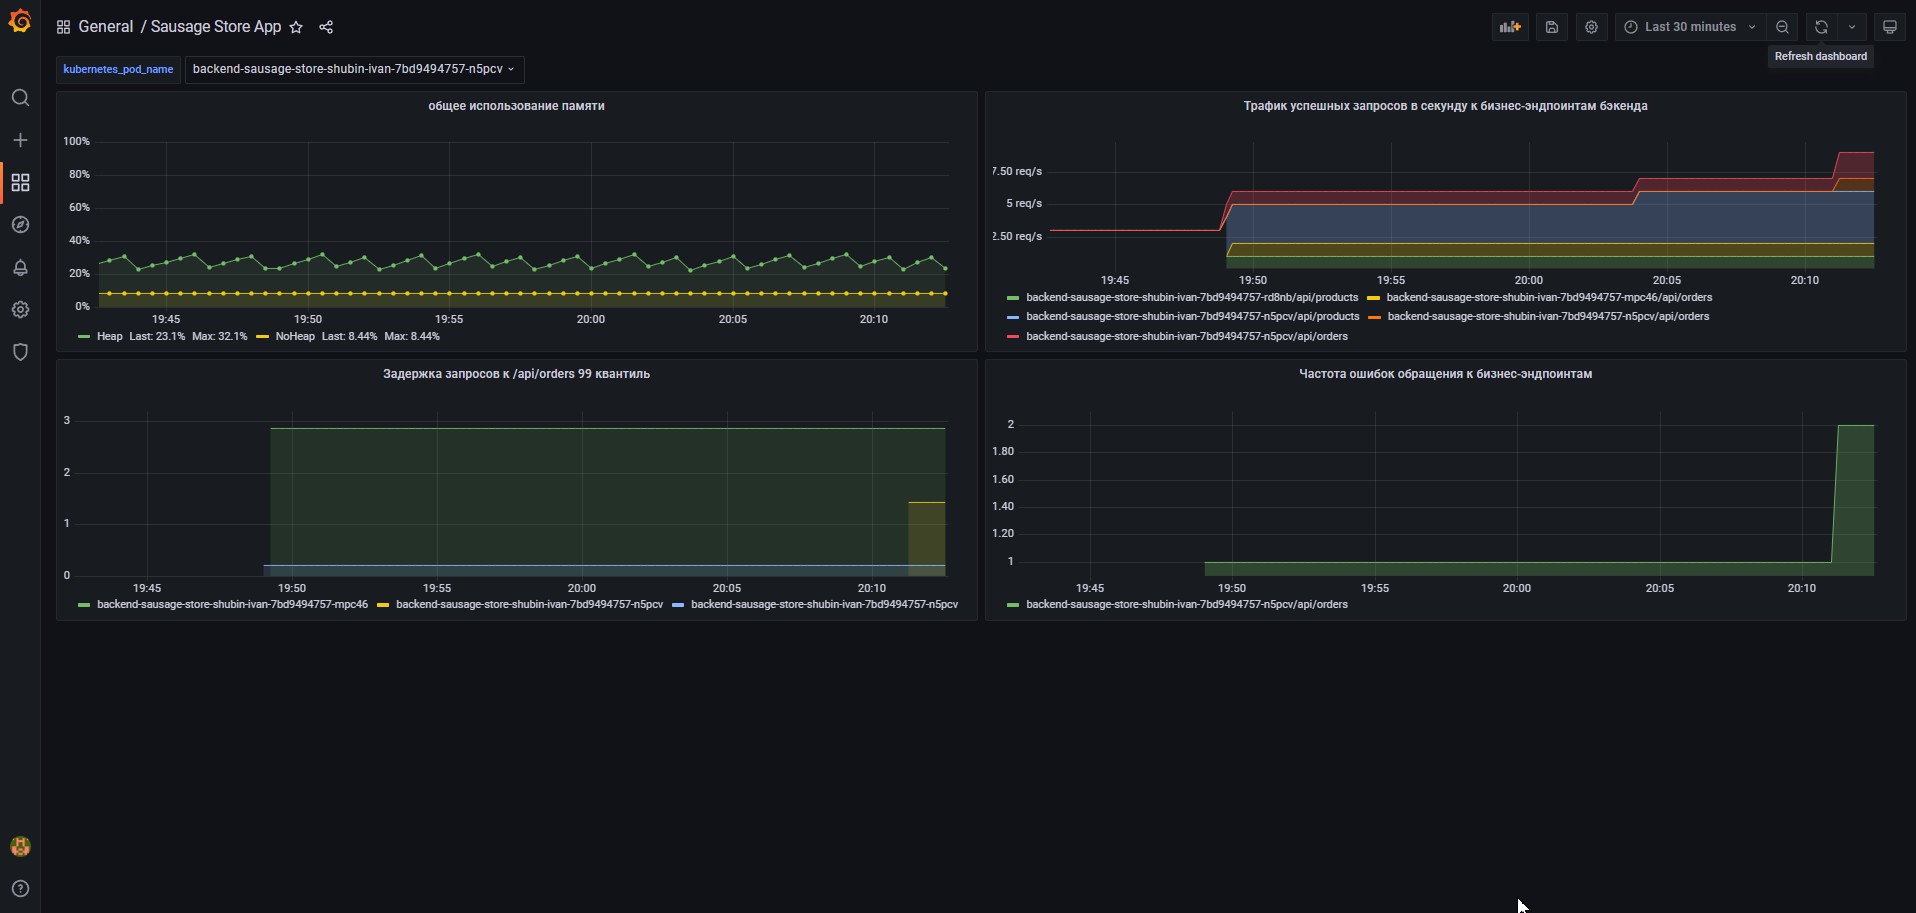 General / Sausage Store App
Last 30 minutes
Refresh dashboard
kubernetes_pod_name backend-sausage-store-shubin-ivan-7bd9494757-n5pcv
общее использование памяти
100%
80%
60%
40%
20%
0%
19:45 19:50 19:55 20:00 20:05 20:10
Heap Last: 23.1% Max: 32.1% NoHeap Last: 8.44% Max: 8.44%
Трафик успешных запросов в секунду к бизнес-эндпоинтам бэкенда
7.50 req/s
5 req/s
2.50 req/s
19:45 19:50 19:55 20:00 20:05 20:10
backend-sausage-store-shubin-ivan-7bd9494757-rd8nb/api/products backend-sausage-store-shubin-ivan-7bd9494757-mpc46/api/orders
backend-sausage-store-shubin-ivan-7bd9494757-n5pcv/api/products backend-sausage-store-shubin-ivan-7bd9494757-n5pcv/api/orders
backend-sausage-store-shubin-ivan-7bd9494757-n5pcv/api/orders
Задержка запросов к /api/orders 99 квантиль
3
2
1
0
19:45 19:50 19:55 20:00 20:05 20:10
backend-sausage-store-shubin-ivan-7bd9494757-mpc46 backend-sausage-store-shubin-ivan-7bd9494757-n5pcv backend-sausage-store-shubin-ivan-7bd9494757-n5pcv
Частота ошибок обращения к бизнес-эндпоинтам
2
1.80
1.60
1.40
1.20
1
19:45 19:50 19:55 20:00 20:05 20:10
backend-sausage-store-shubin-ivan-7bd9494757-n5pcv/api/orders